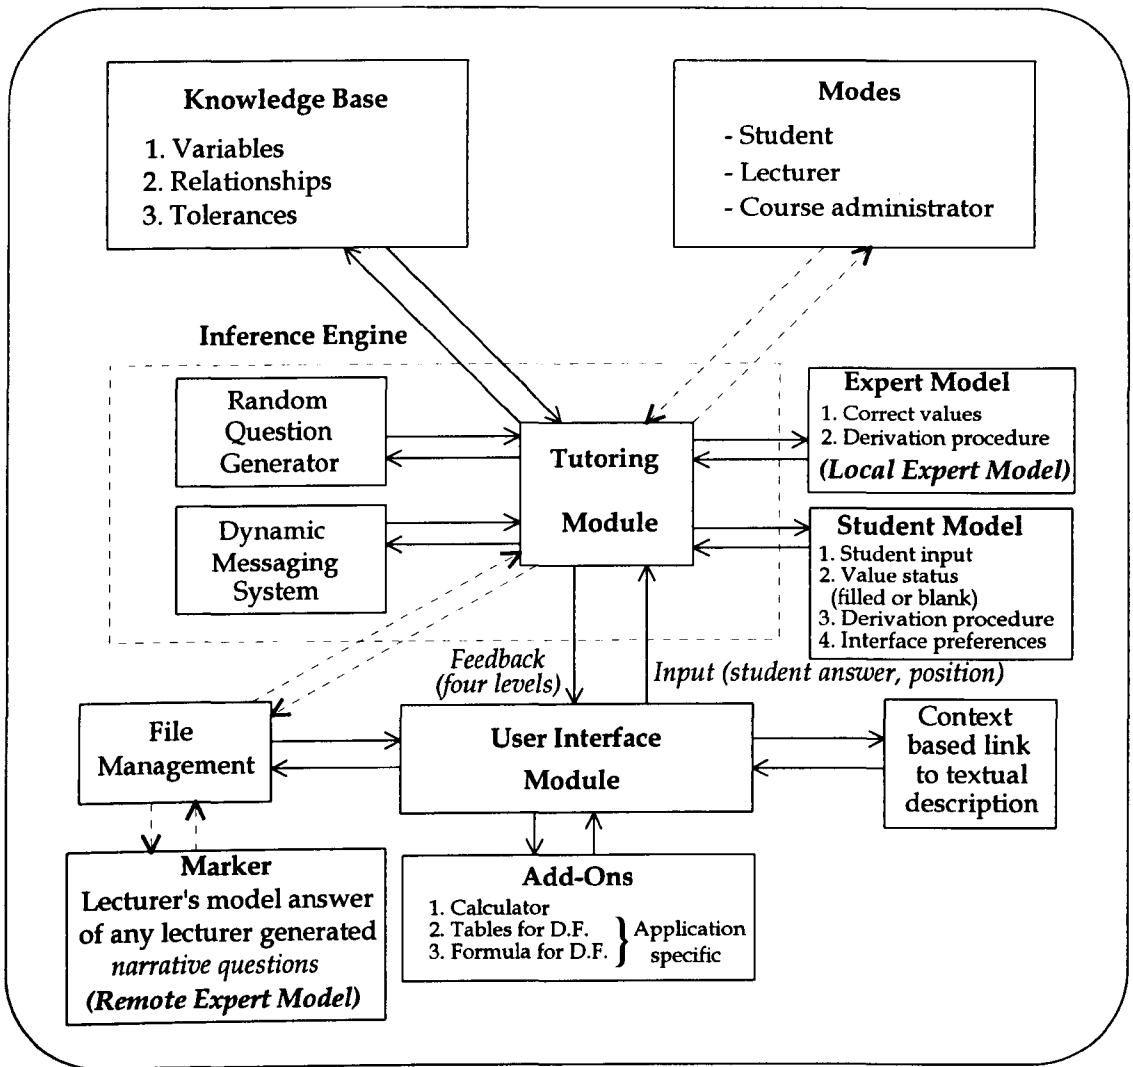 Knowledge Base
1. Variables
2. Relationships
3. Tolerances
Modes
- Student
- Lecturer
- Course administrator
Inference Engine
Random
Question
Generator
Dynamic
Messaging
System
Tutoring
Module
Expert Model
1. Correct values
2. Derivation procedure
(Local Expert Model)
Student Model
1. Student input
2. Value status
(filled or blank)
3. Derivation procedure
4. Interface preferences
Feedback
(four levels)
Input (student answer, position)
File
Management
User Interface
Module
Context
based link
to textual
description
Marker
Lecturer's model answer
of any lecturer generated
narrative questions
(Remote Expert Model)
Add-Ons
1. Calculator
2. Tables for D.F.
3. Formula for D.F.
} Application
specific